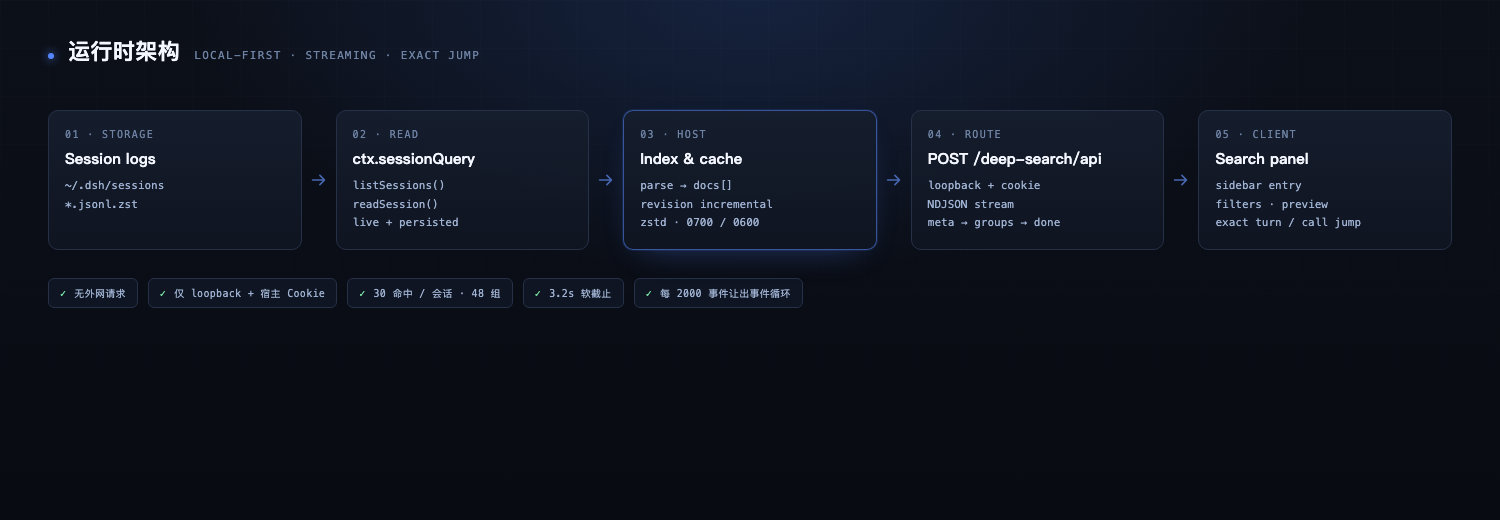 运行时架构 LOCAL-FIRST · STREAMING · EXACT JUMP
01 · STORAGE
Session logs
~/.dsh/sessions
*.jsonl.zst
→
02 · READ
ctx.sessionQuery
listSessions()
readSession()
live + persisted
→
03 · HOST
Index & cache
parse → docs[]
revision incremental
zstd · 0700 / 0600
→
04 · ROUTE
POST /deep-search/api
loopback + cookie
NDJSON stream
meta → groups → done
→
05 · CLIENT
Search panel
sidebar entry
filters · preview
exact turn / call jump
✓ 无外网请求
✓ 仅 loopback + 宿主 Cookie
✓ 30 命中 / 会话 · 48 组
✓ 3.2s 软截止
✓ 每 2000 事件让出事件循环